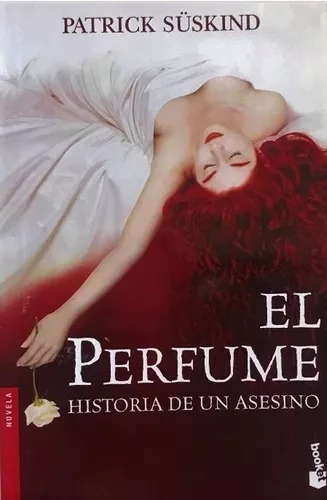 PATRICK SÜSKIND
EL
PERFUME
HISTORIA DE UN ASESINO
NOVELA
booket